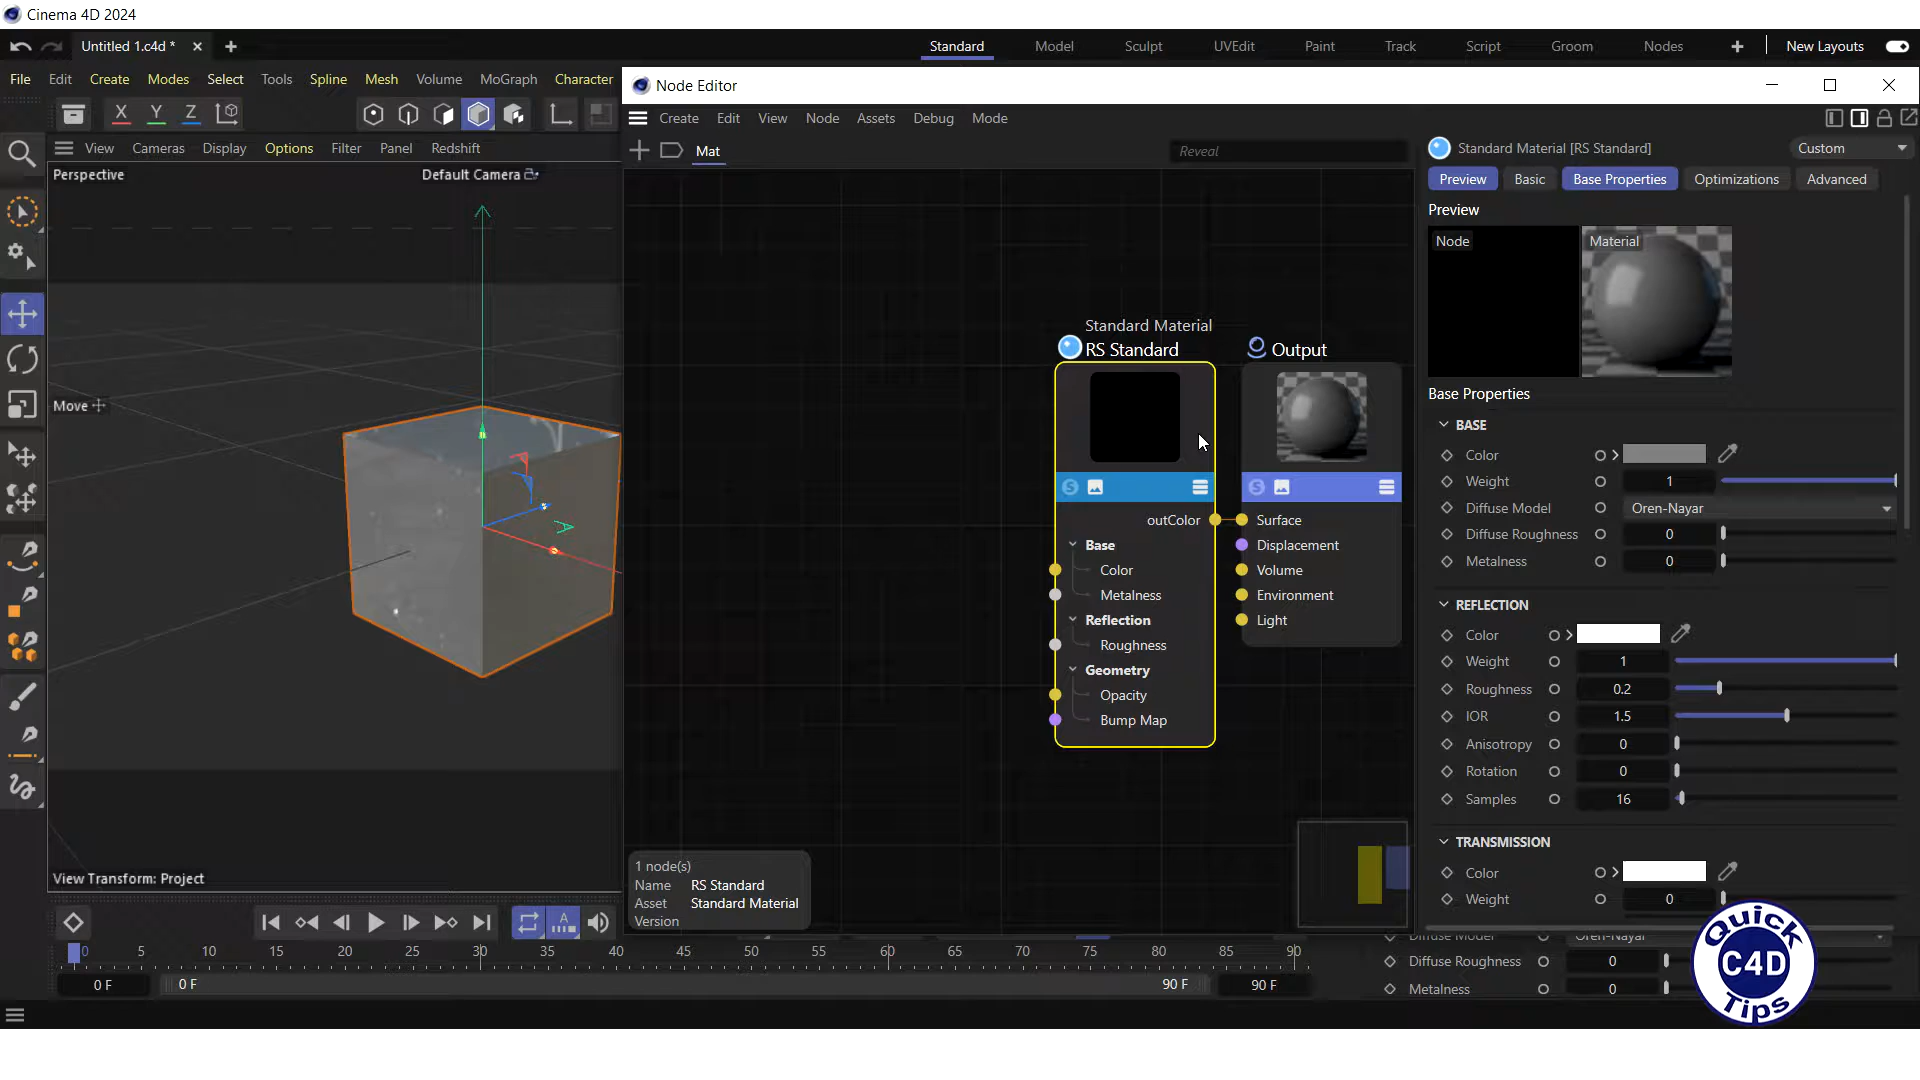 Cinema 4D 2024
Untitled 1.c4d *
Standard Model Sculpt UVEdit Paint Track Script Groom Nodes New Layouts
File Edit Create Modes Select Tools Spline Mesh Volume MoGraph Character
X Y Z
View Cameras Display Options Filter Panel Redshift
Perspective
Default Camera
Move
View Transform: Project
Node Editor
Create Edit View Node Assets Debug Mode
Mat
Reveal
Standard Material
RS Standard
outColor
Base
Color
Metalness
Reflection
Roughness
Geometry
Opacity
Bump Map
Output
Surface
Displacement
Volume
Environment
Light
1 node(s)
Name RS Standard
Asset Standard Material
Version
Standard Material [RS Standard]
Custom
Preview Basic Base Properties Optimizations Advanced
Preview
Node
Material
Base Properties
BASE
Color
Weight 1
Diffuse Model Oren-Nayar
Diffuse Roughness 0
Metalness 0
REFLECTION
Color
Weight 1
Roughness 0.2
IOR 1.5
Anisotropy 0
Rotation 0
Samples 16
TRANSMISSION
Color
Weight 0
Diffuse Model Oren-Nayar
Diffuse Roughness 0
Metalness 0
0 5 10 15 20 25 30 35 40 45 50 55 60 65 70 75 80 85 90
0 F 0 F 90 F 90 F
Quick
C4D
Tips